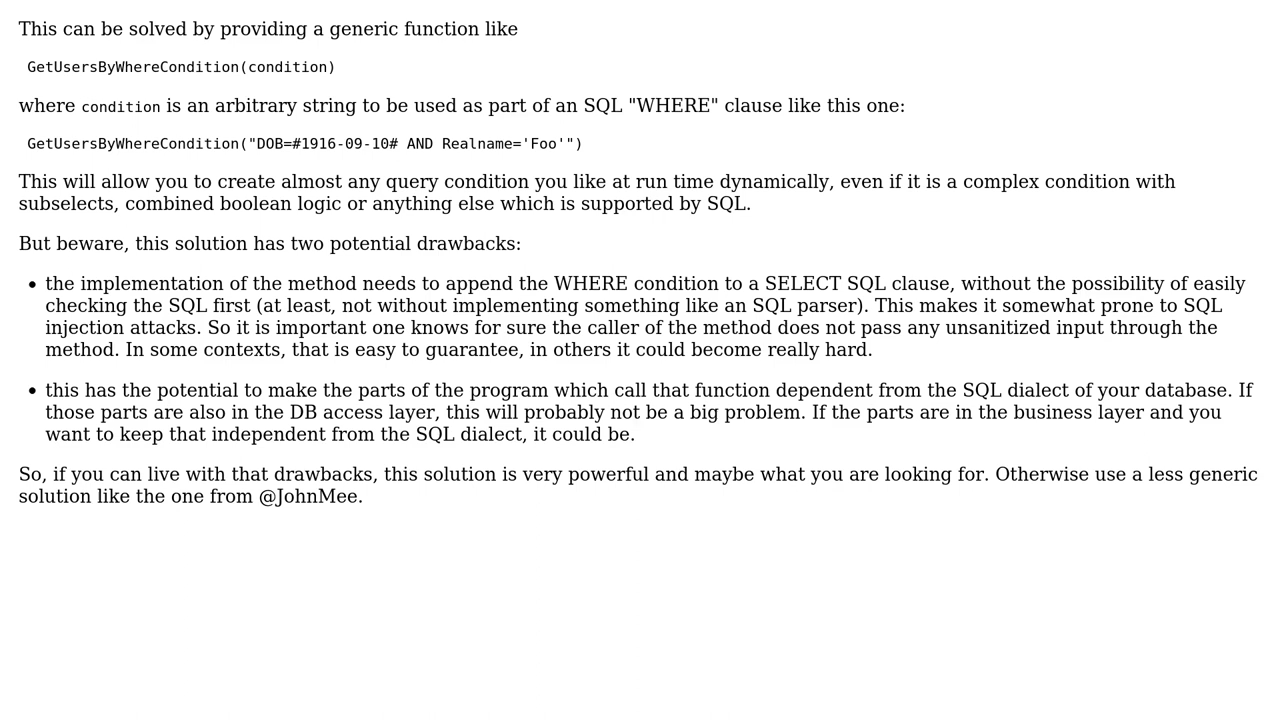 This can be solved by providing a generic function like
GetUsersByWhereCondition(condition)
where condition is an arbitrary string to be used as part of an SQL "WHERE" clause like this one:
GetUsersByWhereCondition("DOB=#1916-09-10# AND Realname='Foo'")
This will allow you to create almost any query condition you like at run time dynamically, even if it is a complex condition with
subselects, combined boolean logic or anything else which is supported by SQL.
But beware, this solution has two potential drawbacks:
• the implementation of the method needs to append the WHERE condition to a SELECT SQL clause, without the possibility of easily
checking the SQL first (at least, not without implementing something like an SQL parser). This makes it somewhat prone to SQL
injection attacks. So it is important one knows for sure the caller of the method does not pass any unsanitized input through the
method. In some contexts, that is easy to guarantee, in others it could become really hard.
• this has the potential to make the parts of the program which call that function dependent from the SQL dialect of your database. If
those parts are also in the DB access layer, this will probably not be a big problem. If the parts are in the business layer and you
want to keep that independent from the SQL dialect, it could be.
So, if you can live with that drawbacks, this solution is very powerful and maybe what you are looking for. Otherwise use a less generic
solution like the one from @JohnMee.